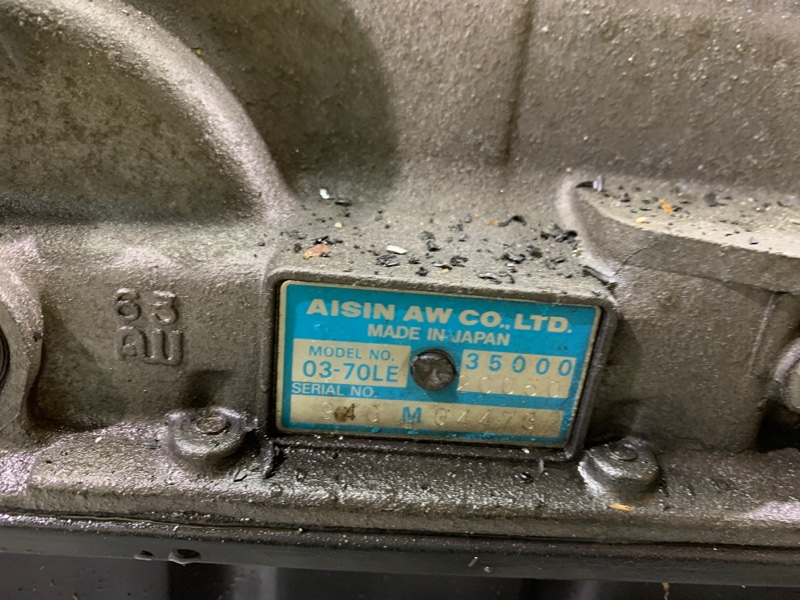 63
AW
AISIN AW CO., LTD.
MADE IN JAPAN
MODEL NO.
03-70LE
35000
SERIAL NO.
M